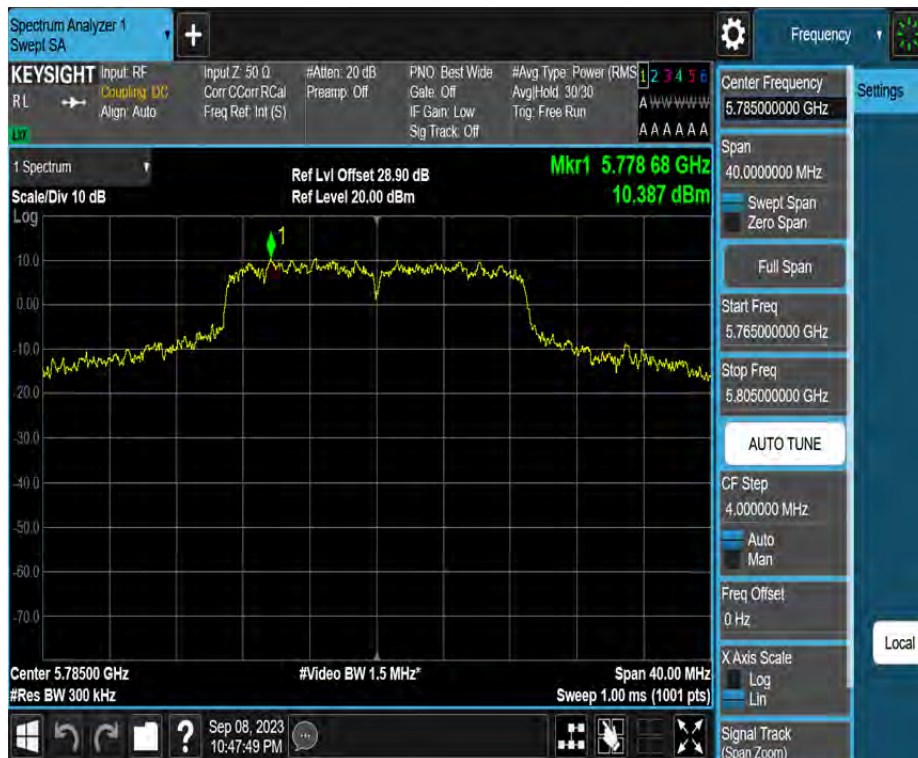 Spectrum Analyzer 1
Swept SA
+
Frequency
KEYSIGHT
RL
Input: RF
Coupling: DC
Align: Auto
Input Z: 50 Ω
Corr CCorr RCal
Freq Ref: Int (S)
#Atten: 20 dB
Preamp: Off
PNO: Best Wide
Gate: Off
IF Gain: Low
Sig Track: Off
#Avg Type: Power (RMS
Avg|Hold: 30/30
Trig: Free Run
1 2 3 4 5 6
A W W W W W
A A A A A A
LXI
1 Spectrum
Scale/Div 10 dB
Ref Lvl Offset 28.90 dB
Ref Level 20.00 dBm
Mkr1 5.778 68 GHz
10.387 dBm
Log
1
10.0
0.00
-10.0
-20.0
-30.0
-40.0
-50.0
-60.0
-70.0
Center 5.78500 GHz
#Res BW 300 kHz
#Video BW 1.5 MHz*
Span 40.00 MHz
Sweep 1.00 ms (1001 pts)
?
Sep 08, 2023
10:47:49 PM
Center Frequency
5.785000000 GHz
Settings
Span
40.0000000 MHz
Swept Span
Zero Span
Full Span
Start Freq
5.765000000 GHz
Stop Freq
5.805000000 GHz
AUTO TUNE
CF Step
4.000000 MHz
Auto
Man
Freq Offset
0 Hz
X Axis Scale
Log
Lin
Local
Signal Track
(Span Zoom)